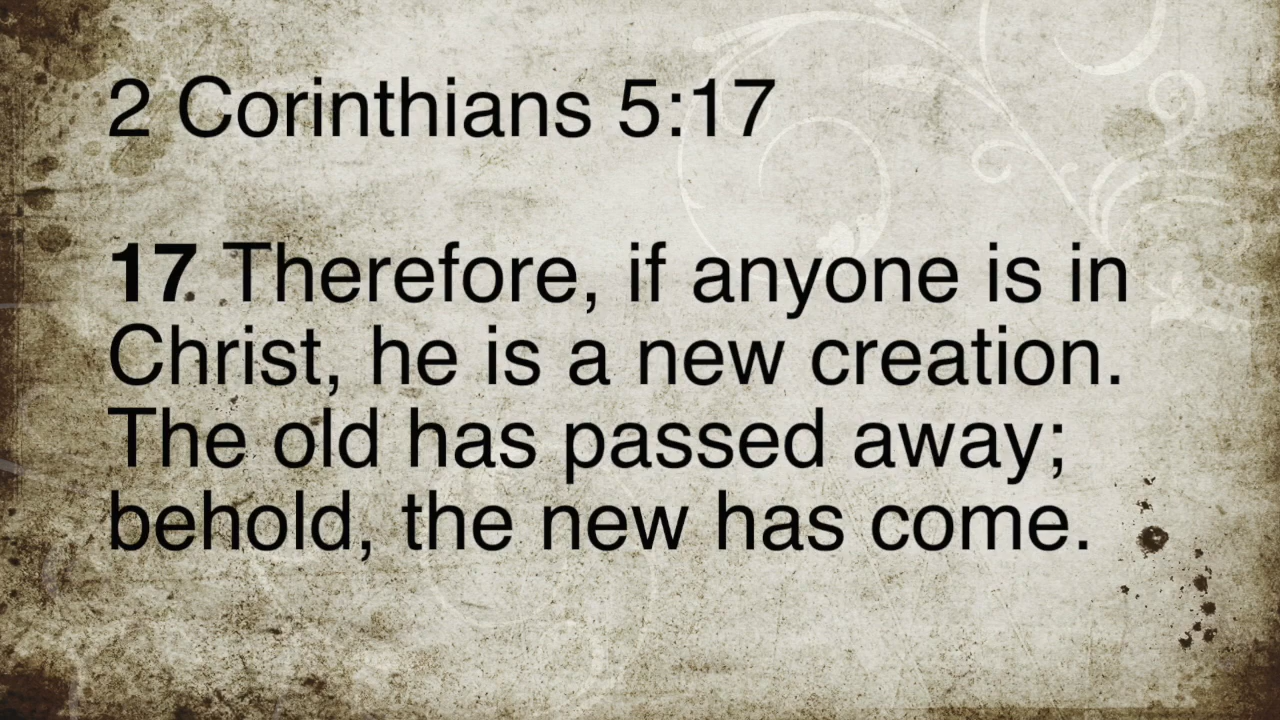 2 Corinthians 5:17
17 Therefore, if anyone is in
Christ, he is a new creation.
The old has passed away;
behold, the new has come.